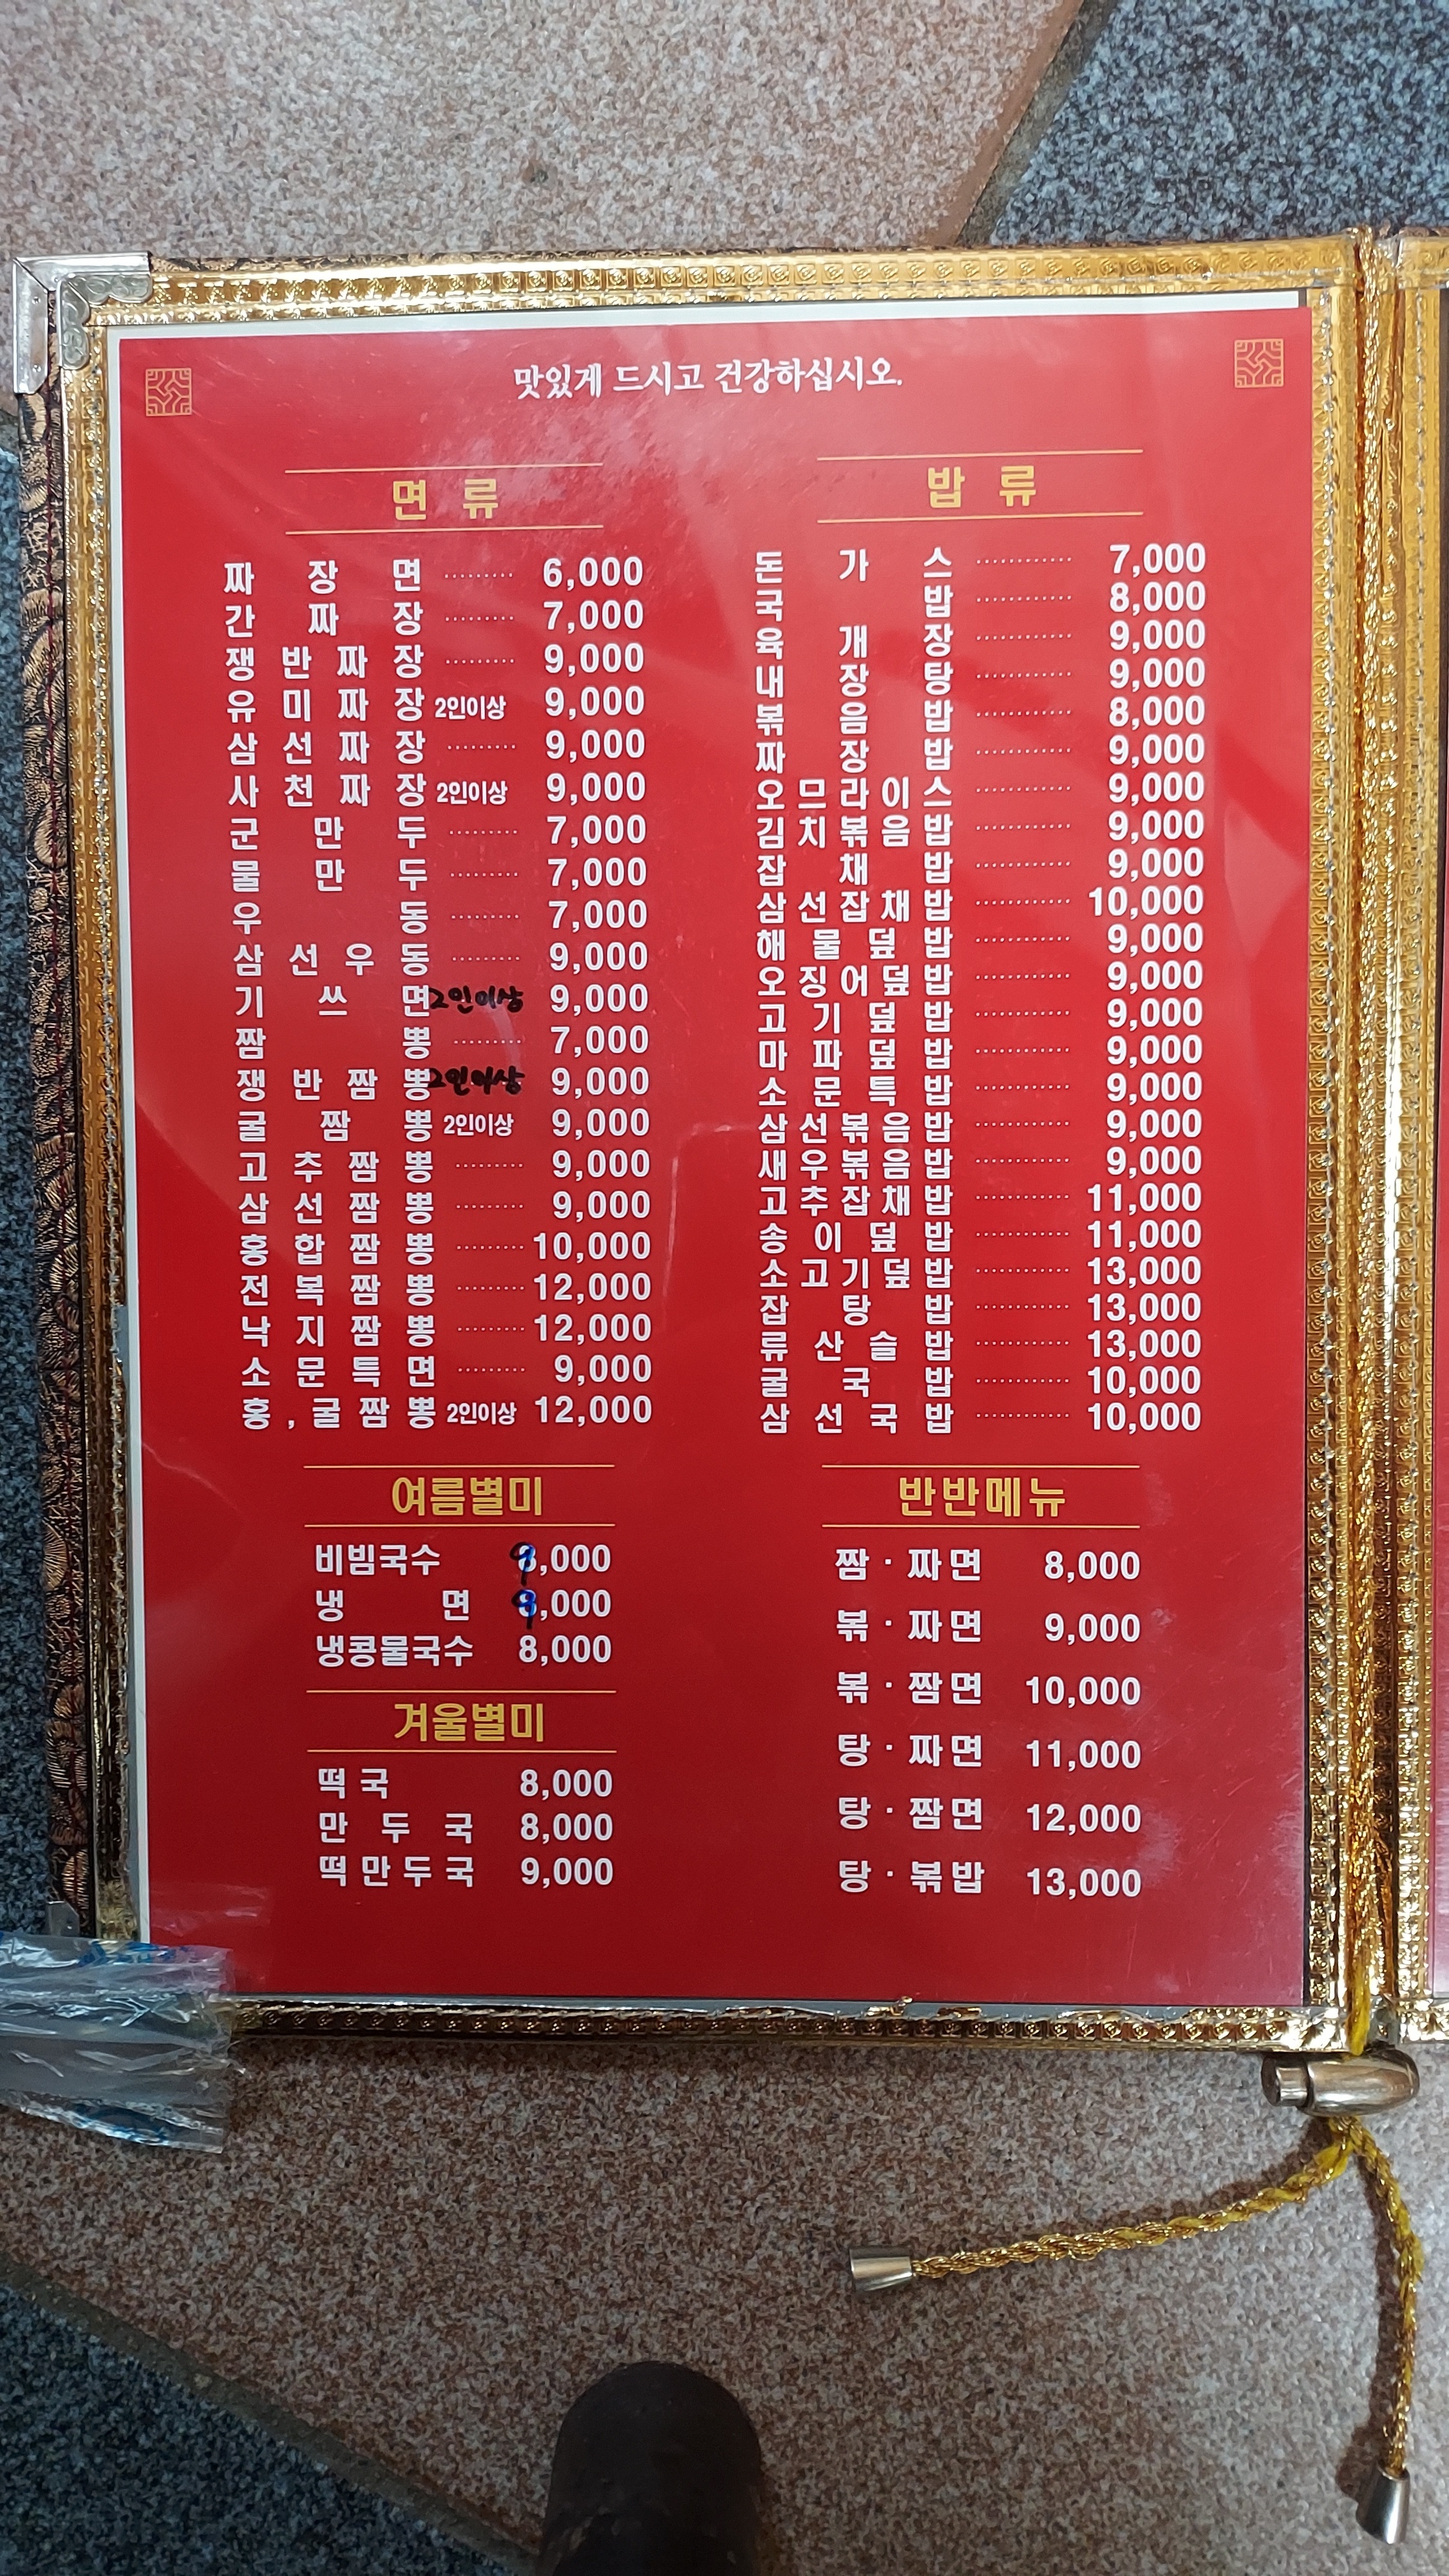 맛있게 드시고 건강하십시오.
면 류
짜 장 면 ········· 6,000
간 짜 장 ········· 7,000
쟁 반 짜 장 ········· 9,000
유 미 짜 장 2인이상 9,000
삼 선 짜 장 ········· 9,000
사 천 짜 장 2인이상 9,000
군 만 두 ········· 7,000
물 만 두 ········· 7,000
우 동 ········· 7,000
삼 선 우 동 ········· 9,000
기 쓰 면 2인이상 9,000
짬 뽕 ········· 7,000
쟁 반 짬 뽕 2인이상 9,000
굴 짬 뽕 2인이상 9,000
고 추 짬 뽕 ········· 9,000
삼 선 짬 뽕 ········· 9,000
홍 합 짬 뽕 ········· 10,000
전 복 짬 뽕 ········· 12,000
낙 지 짬 뽕 ········· 12,000
소 문 특 면 ········· 9,000
홍 , 굴 짬 뽕 2인이상 12,000
여름별미
비빔국수 9,000
냉 면 9,000
냉콩물국수 8,000
겨울별미
떡 국 8,000
만 두 국 8,000
떡 만 두 국 9,000
밥 류
돈 가 스 ············ 7,000
국 밥 ············ 8,000
육 개 장 ············ 9,000
내 장 탕 ············ 9,000
볶 음 밥 ············ 8,000
짜 장 밥 ············ 9,000
오 므 라 이 스 ············ 9,000
김 치 볶 음 밥 ············ 9,000
잡 채 밥 ············ 9,000
삼 선 잡 채 밥 ············ 10,000
해 물 덮 밥 ············ 9,000
오 징 어 덮 밥 ············ 9,000
고 기 덮 밥 ············ 9,000
마 파 덮 밥 ············ 9,000
소 문 특 밥 ············ 9,000
삼 선 볶 음 밥 ············ 9,000
새 우 볶 음 밥 ············ 9,000
고 추 잡 채 밥 ············ 11,000
송 이 덮 밥 ············ 11,000
소 고 기 덮 밥 ············ 13,000
잡 탕 밥 ············ 13,000
류 산 슬 밥 ············ 13,000
굴 국 밥 ············ 10,000
삼 선 국 밥 ············ 10,000
반반메뉴
짬 · 짜면 8,000
볶 · 짜면 9,000
볶 · 짬면 10,000
탕 · 짜면 11,000
탕 · 짬면 12,000
탕 · 볶밥 13,000